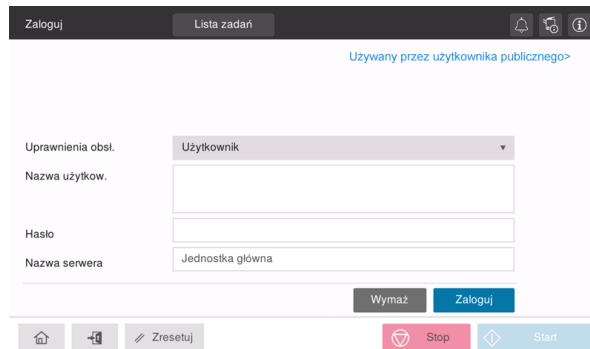 Zaloguj Lista zadań
Używany przez użytkownika publicznego>
Uprawnienia obsł. Użytkownik
Nazwa użytkow.
Hasło
Nazwa serwera Jednostka główna
Wymaż Zaloguj
Zresetuj Stop Start